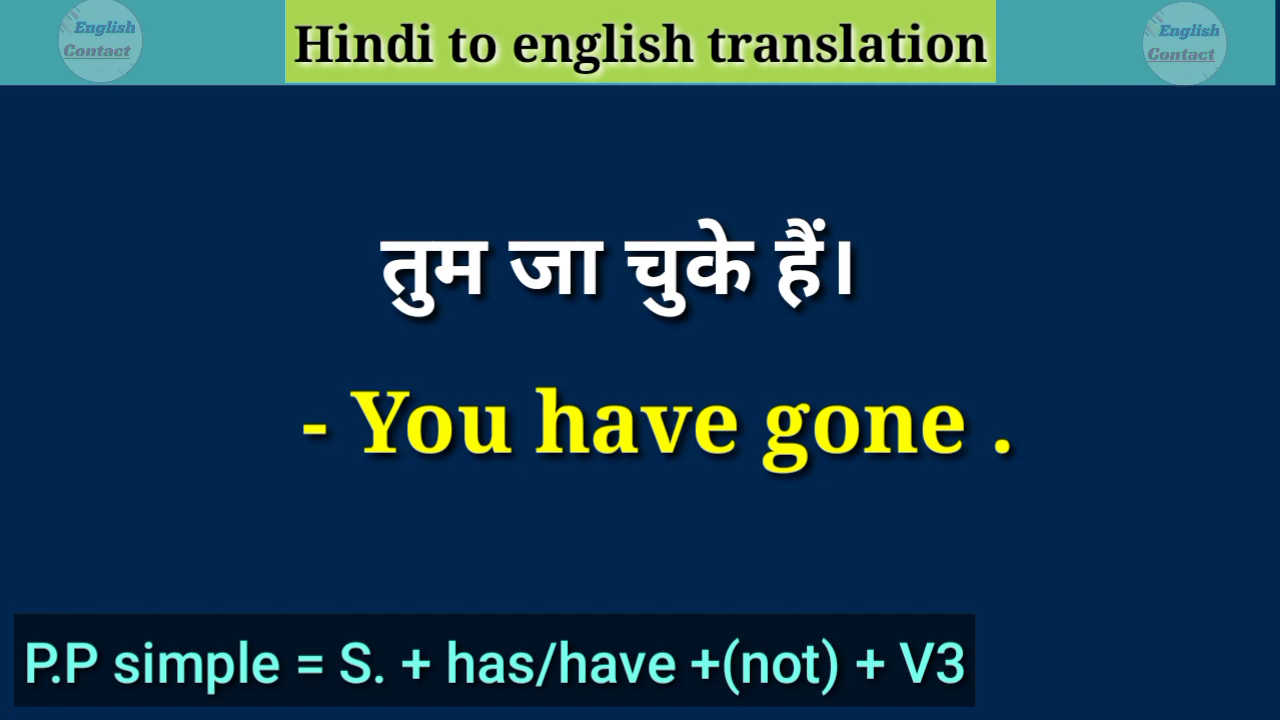 English
Contact
Hindi to english translation
English
Contact
तुम जा चुके हैं।
- You have gone .
P.P simple = S. + has/have +(not) + V3